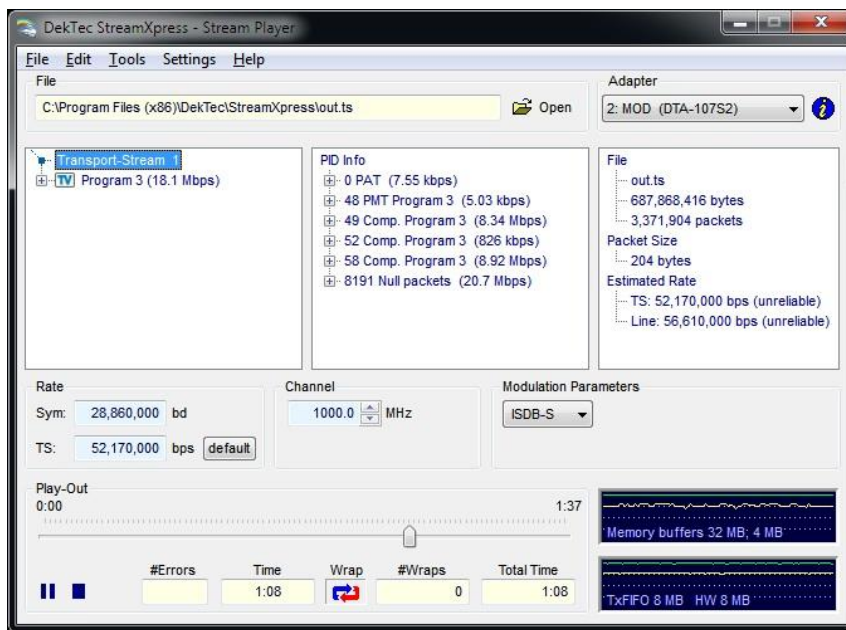 DekTec StreamXpress - Stream Player
File Edit Tools Settings Help
File
C:\Program Files (x86)\DekTec\StreamXpress\out.ts
Open
Adapter
2: MOD (DTA-107S2)
Transport-Stream 1
TV Program 3 (18.1 Mbps)
PID Info
0 PAT (7.55 kbps)
48 PMT Program 3 (5.03 kbps)
49 Comp. Program 3 (8.34 Mbps)
52 Comp. Program 3 (826 kbps)
58 Comp. Program 3 (8.92 Mbps)
8191 Null packets (20.7 Mbps)
File
out.ts
687,868,416 bytes
3,371,904 packets
Packet Size
204 bytes
Estimated Rate
TS: 52,170,000 bps (unreliable)
Line: 56,610,000 bps (unreliable)
Rate
Sym: 28,860,000 bd
TS: 52,170,000 bps default
Channel
1000.0 MHz
Modulation Parameters
ISDB-S
Play-Out
0:00 1:37
#Errors Time Wrap #Wraps Total Time
1:08 0 1:08
Memory buffers 32 MB; 4 MB
TxFIFO 8 MB HW 8 MB